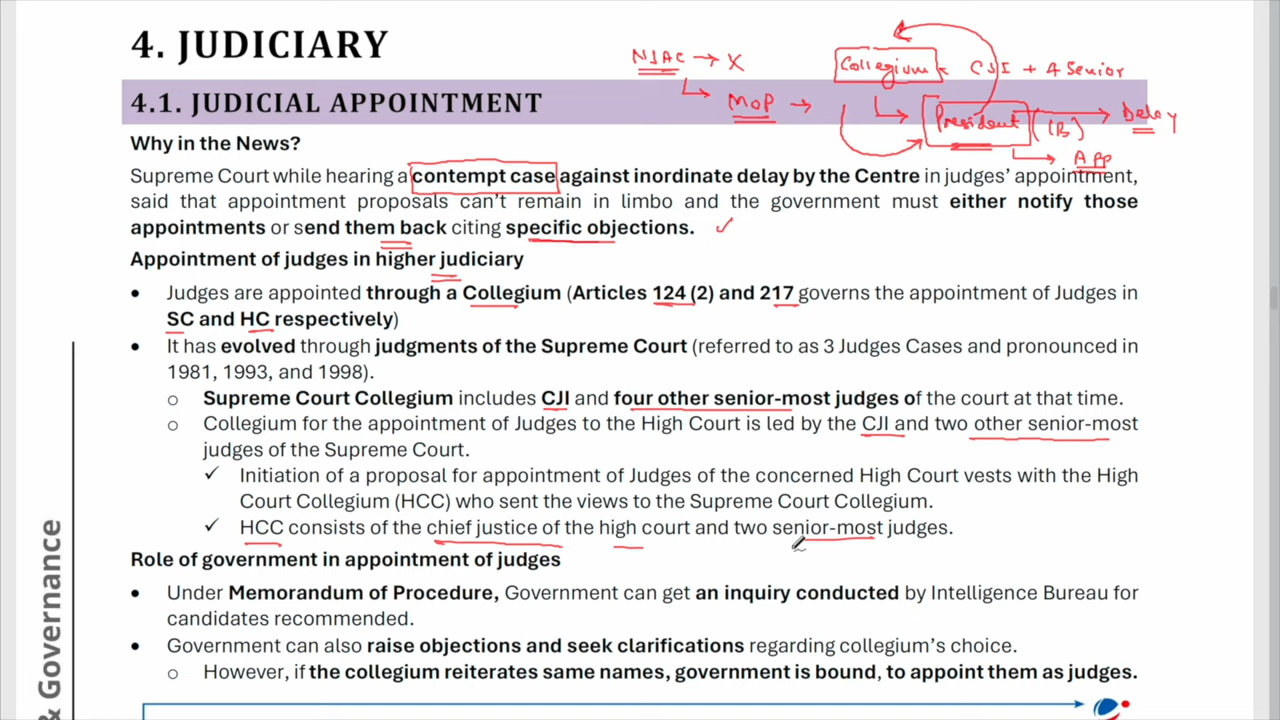 4. JUDICIARY
NJAC → X
Collegium
CJI + 4 Senior
4.1. JUDICIAL APPOINTMENT
MOP →
President
(B)
Delay
App
Why in the News?
Supreme Court while hearing a contempt case against inordinate delay by the Centre in judges' appointment,
said that appointment proposals can't remain in limbo and the government must either notify those
appointments or send them back citing specific objections.
Appointment of judges in higher judiciary
• Judges are appointed through a Collegium (Articles 124 (2) and 217 governs the appointment of Judges in
SC and HC respectively)
• It has evolved through judgments of the Supreme Court (referred to as 3 Judges Cases and pronounced in
1981, 1993, and 1998).
o Supreme Court Collegium includes CJI and four other senior-most judges of the court at that time.
o Collegium for the appointment of Judges to the High Court is led by the CJI and two other senior-most
judges of the Supreme Court.
✓ Initiation of a proposal for appointment of Judges of the concerned High Court vests with the High
Court Collegium (HCC) who sent the views to the Supreme Court Collegium.
✓ HCC consists of the chief justice of the high court and two senior-most judges.
Role of government in appointment of judges
• Under Memorandum of Procedure, Government can get an inquiry conducted by Intelligence Bureau for
candidates recommended.
• Government can also raise objections and seek clarifications regarding collegium's choice.
o However, if the collegium reiterates same names, government is bound, to appoint them as judges.
& Governance